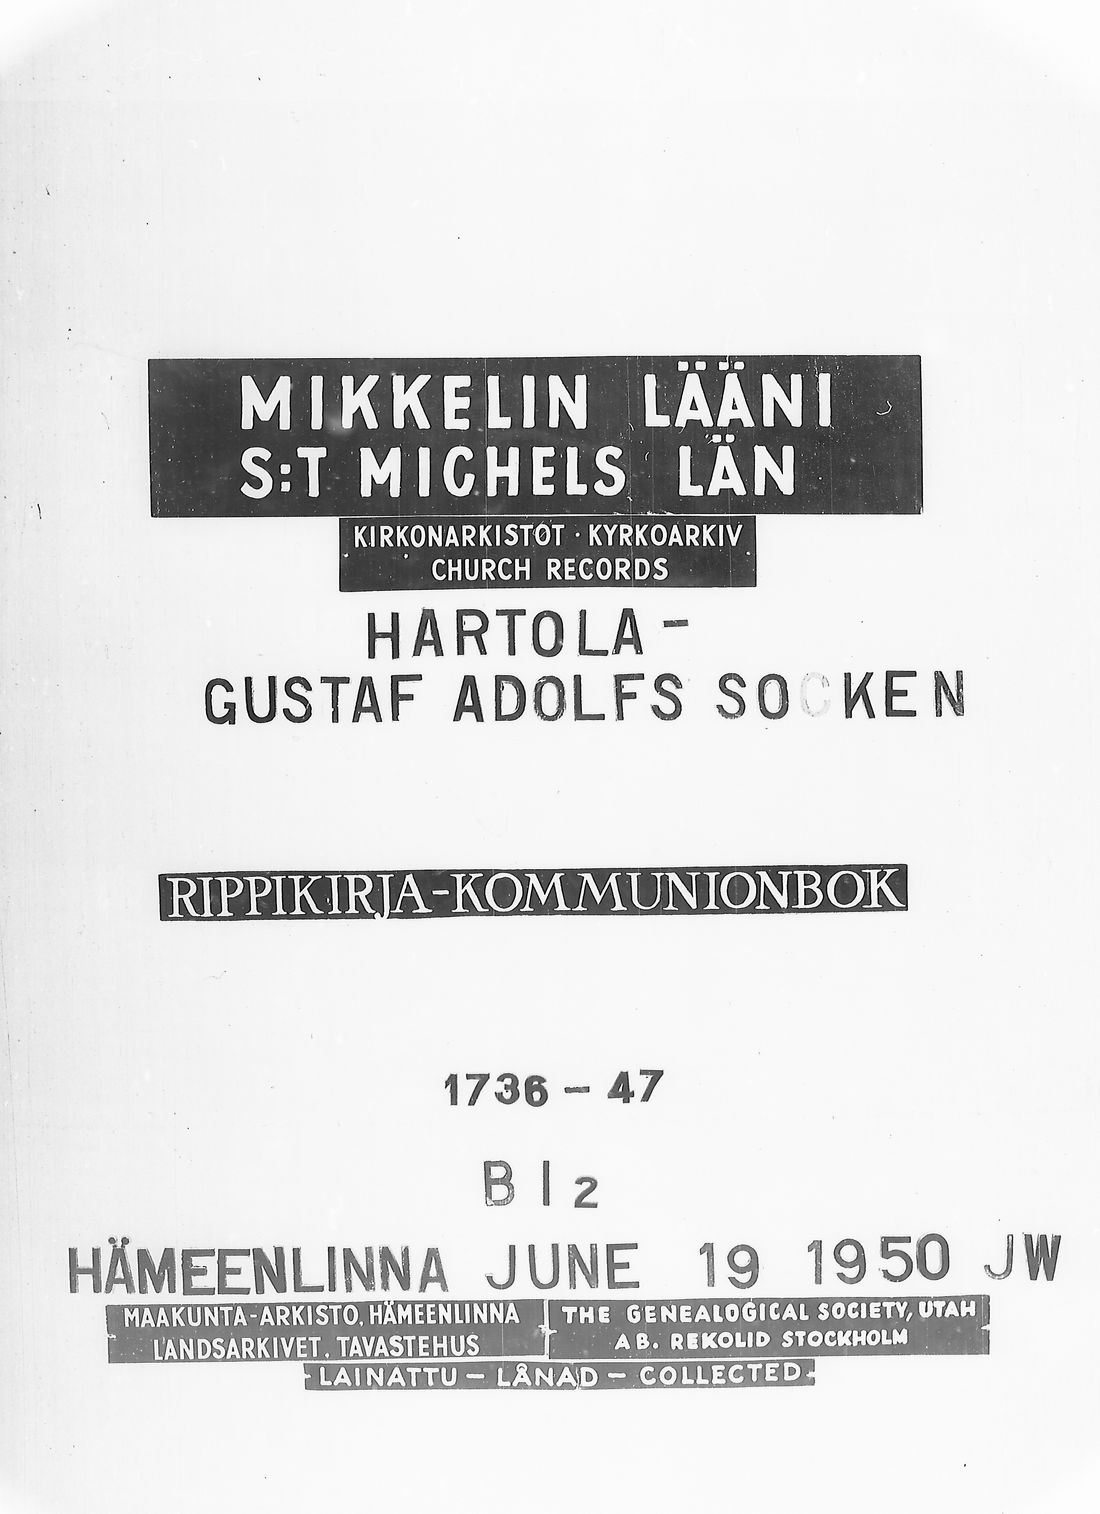 MIKKELIN LÄÄNI
S:T MICHELS LÄN
KIRKONARKISTOT · KYRKOARKIV
CHURCH RECORDS
HARTOLA -
GUSTAF ADOLFS SOCKEN
RIPPIKIRJA-KOMMUNIONBOK
1736 - 47
B I 2
HÄMEENLINNA JUNE 19 1950 JW
MAAKUNTA-ARKISTO, HÄMEENLINNA
LANDSARKIVET, TAVASTEHUS
THE GENEALOGICAL SOCIETY, UTAH
AB. REKOLID STOCKHOLM
LAINATTU - LÅNAD - COLLECTED